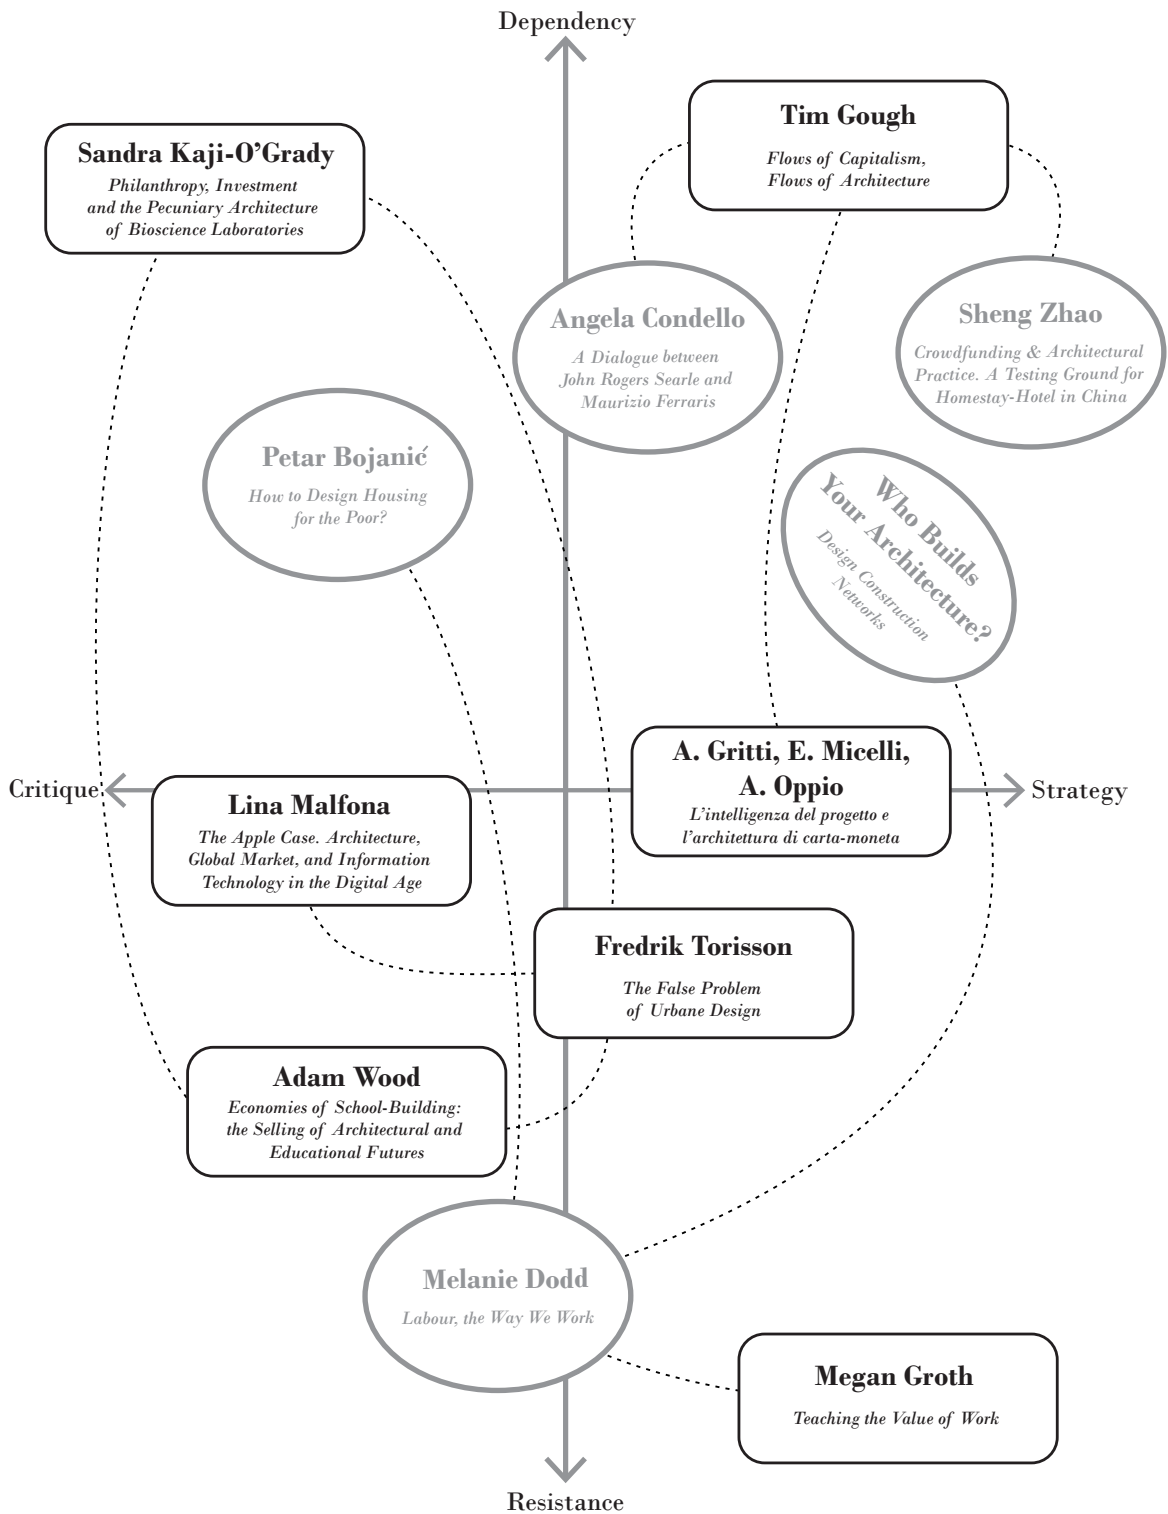 Dependency
Tim Gough
Flows of Capitalism,
Flows of Architecture
Sandra Kaji-O’Grady
Philanthropy, Investment
and the Pecuniary Architecture
of Bioscience Laboratories
Angela Condello
A Dialogue between
John Rogers Searle and
Maurizio Ferraris
Sheng Zhao
Crowdfunding & Architectural
Practice. A Testing Ground for
Homestay-Hotel in China
Petar Bojanić
How to Design Housing
for the Poor?
Who Builds
Your Architecture?
Design Construction
Networks
A. Gritti, E. Micelli,
A. Oppio
L’intelligenza del progetto e
l’architettura di carta-moneta
Critique
Strategy
Lina Malfona
The Apple Case. Architecture,
Global Market, and Information
Technology in the Digital Age
Fredrik Torisson
The False Problem
of Urbane Design
Adam Wood
Economies of School-Building:
the Selling of Architectural and
Educational Futures
Melanie Dodd
Labour, the Way We Work
Megan Groth
Teaching the Value of Work
Resistance